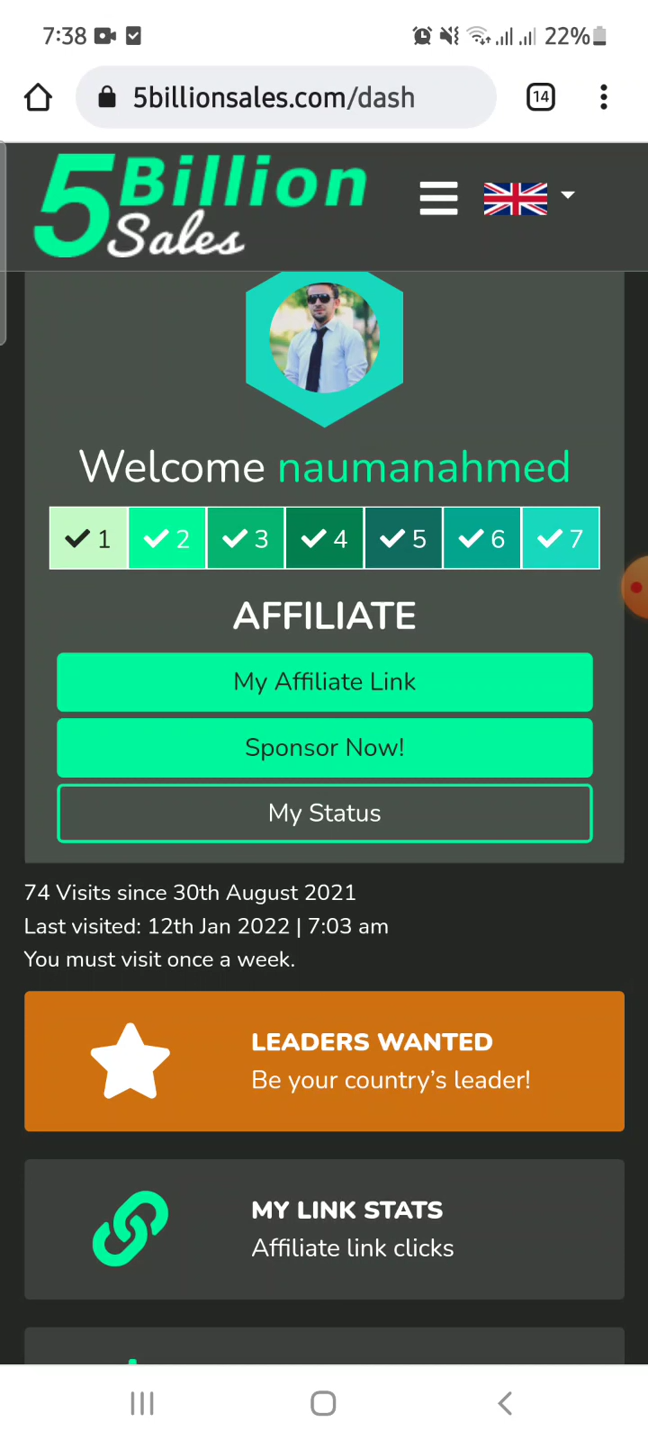 7:38 22%
5billionsales.com/dash 14
5Billion
Sales
Welcome naumanahmed
1 2 3 4 5 6 7
AFFILIATE
My Affiliate Link
Sponsor Now!
My Status
74 Visits since 30th August 2021
Last visited: 12th Jan 2022 | 7:03 am
You must visit once a week.
LEADERS WANTED
Be your country’s leader!
MY LINK STATS
Affiliate link clicks